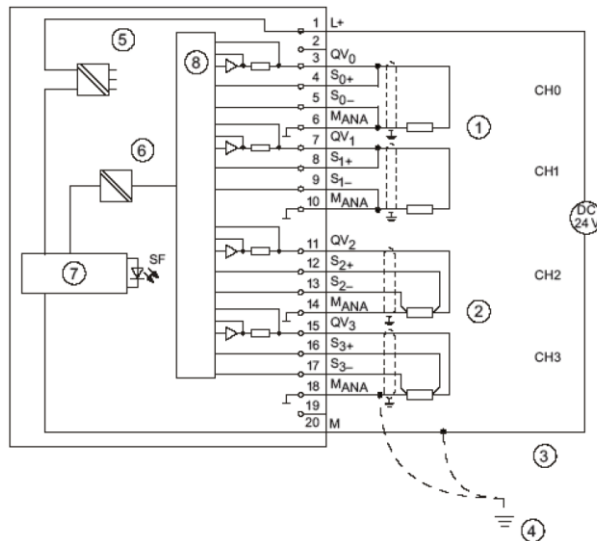 1 L+
2
3 QV0
4 S0+
5 S0–
6 MANA
7 QV1
8 S1+
9 S1–
10 MANA
11 QV2
12 S2+
13 S2–
14 MANA
15 QV3
16 S3+
17 S3–
18 MANA
19
20 M
CH0
CH1
CH2
CH3
DC
24 V
SF
1
2
3
4
5
6
7
8